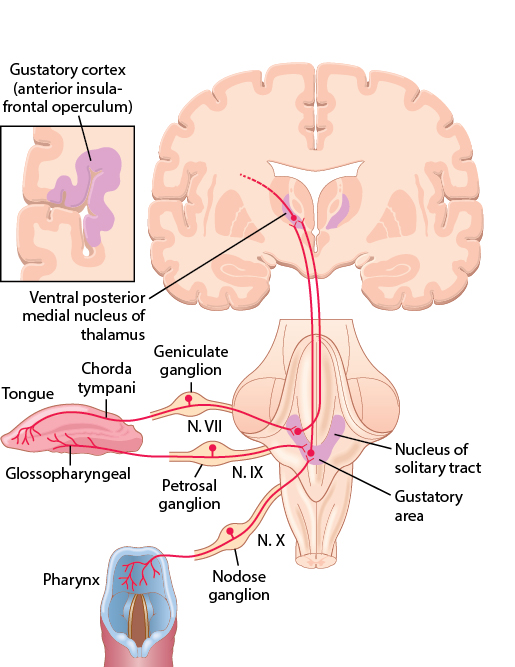 Gustatory cortex
(anterior insula-
frontal operculum)
Ventral posterior
medial nucleus of
thalamus
Geniculate
ganglion
Chorda
tympani
Tongue
N. VII
Glossopharyngeal
N. IX
Petrosal
ganglion
Nucleus of
solitary tract
Gustatory
area
N. X
Pharynx
Nodose
ganglion